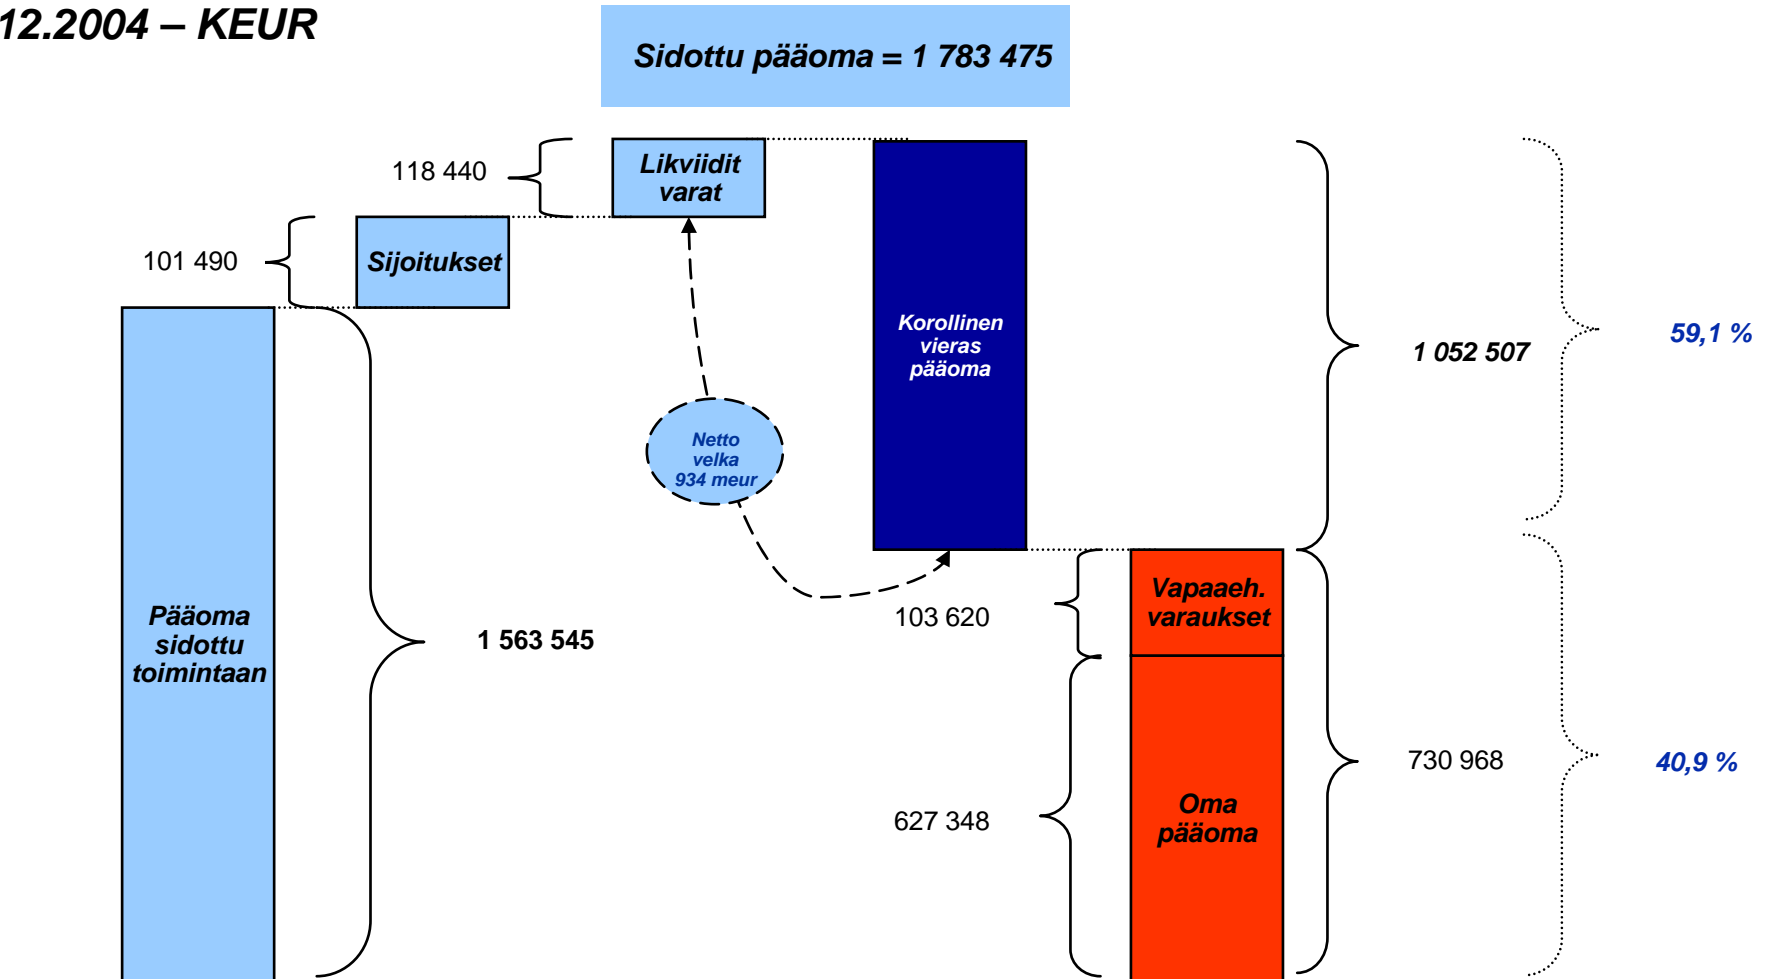 12.2004 – KEUR
Sidottu pääoma = 1 783 475
118 440
Likviidit
varat
101 490
Sijoitukset
Korollinen
vieras
pääoma
1 052 507
59,1 %
Netto
velka
934 meur
Pääoma
sidottu
toimintaan
1 563 545
103 620
Vapaaeh.
varaukset
730 968
40,9 %
627 348
Oma
pääoma